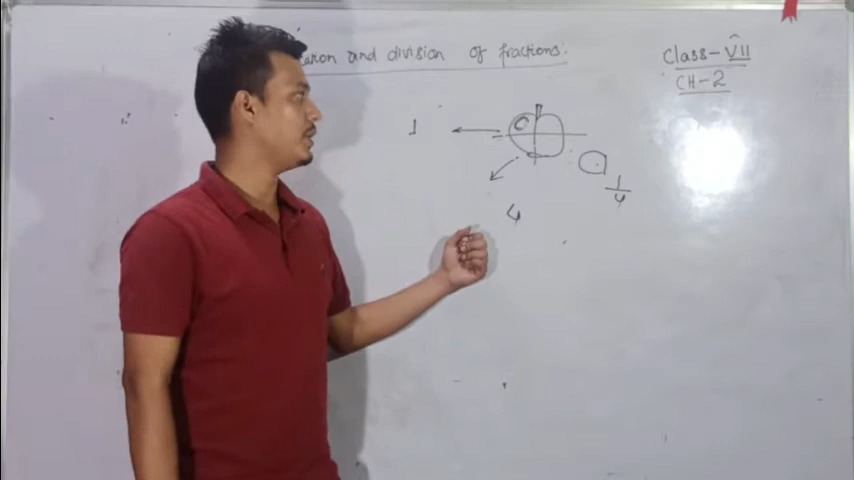 and division of fractions:
Class-VII
CH-2
1
1/4
4